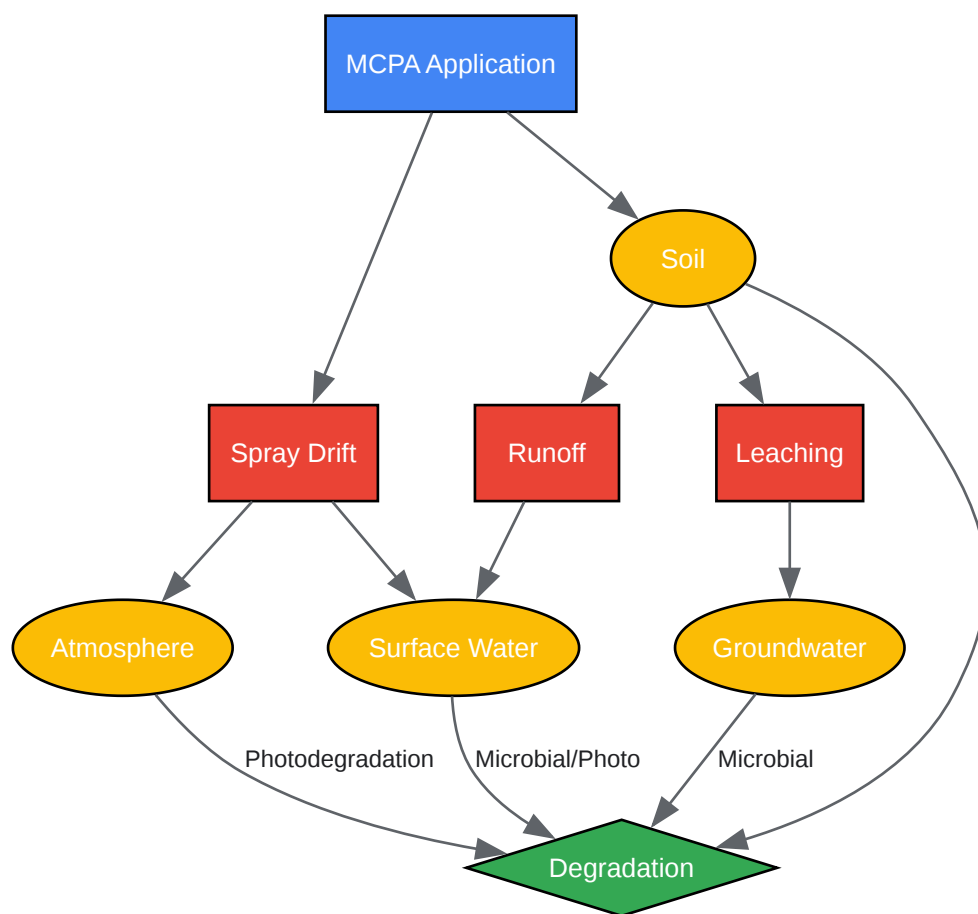 MCPA Application
Soil
Spray Drift
Runoff
Leaching
Atmosphere
Surface Water
Groundwater
Photodegradation
Microbial/Photo
Microbial
Degradation